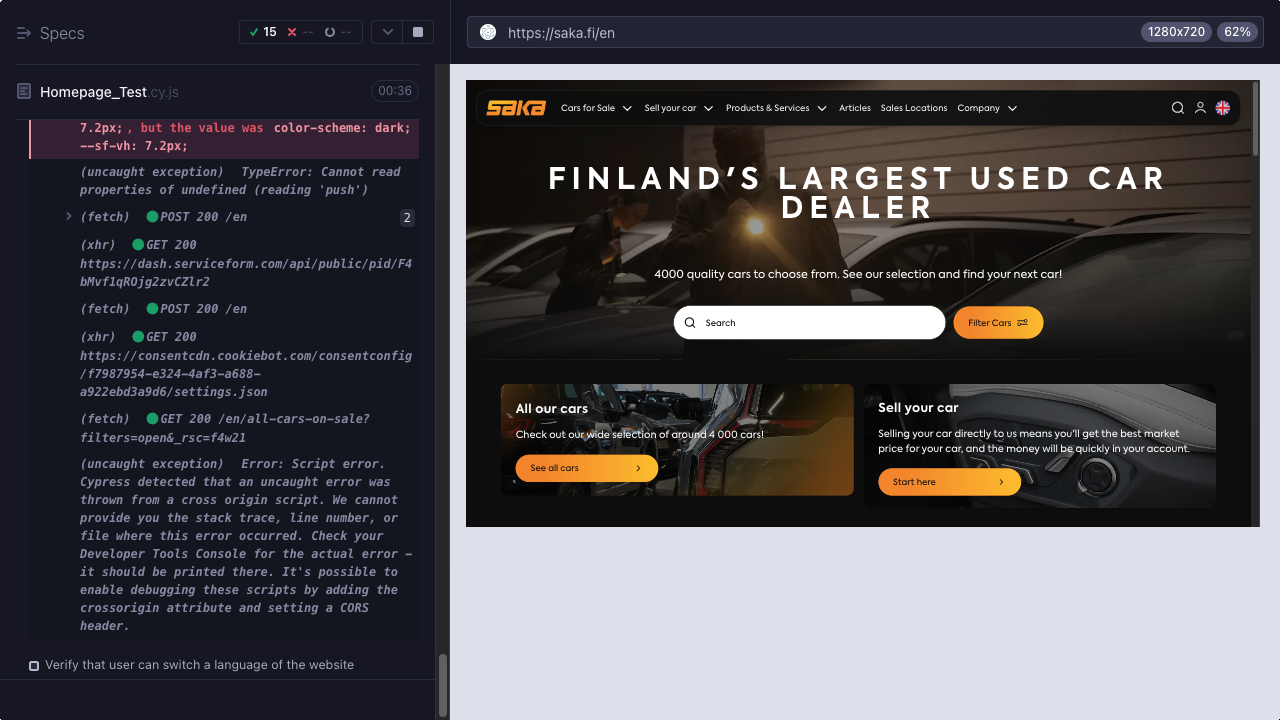 Specs
15
--
--
https://saka.fi/en
1280x720
62%
Homepage_Test.cy.js
00:36
7.2px; , but the value was color-scheme: dark;
--sf-vh: 7.2px;
(uncaught exception) TypeError: Cannot read
properties of undefined (reading 'push')
(fetch) POST 200 /en
2
(xhr) GET 200
https://dash.serviceform.com/api/public/pid/F4
bMvf1qROjg2zvCZlr2
(fetch) POST 200 /en
(xhr) GET 200
https://consentcdn.cookiebot.com/consentconfig
/f7987954-e324-4af3-a688-
a922ebd3a9d6/settings.json
(fetch) GET 200 /en/all-cars-on-sale?
filters=open&_rsc=f4w21
(uncaught exception) Error: Script error.
Cypress detected that an uncaught error was
thrown from a cross origin script. We cannot
provide you the stack trace, line number, or
file where this error occurred. Check your
Developer Tools Console for the actual error -
it should be printed there. It's possible to
enable debugging these scripts by adding the
crossorigin attribute and setting a CORS
header.
Verify that user can switch a language of the website
saka
Cars for Sale
Sell your car
Products & Services
Articles
Sales Locations
Company
FINLAND'S LARGEST USED CAR
DEALER
4000 quality cars to choose from. See our selection and find your next car!
Search
Filter Cars
All our cars
Check out our wide selection of around 4 000 cars!
See all cars
Sell your car
Selling your car directly to us means you'll get the best market
price for your car, and the money will be quickly in your account.
Start here